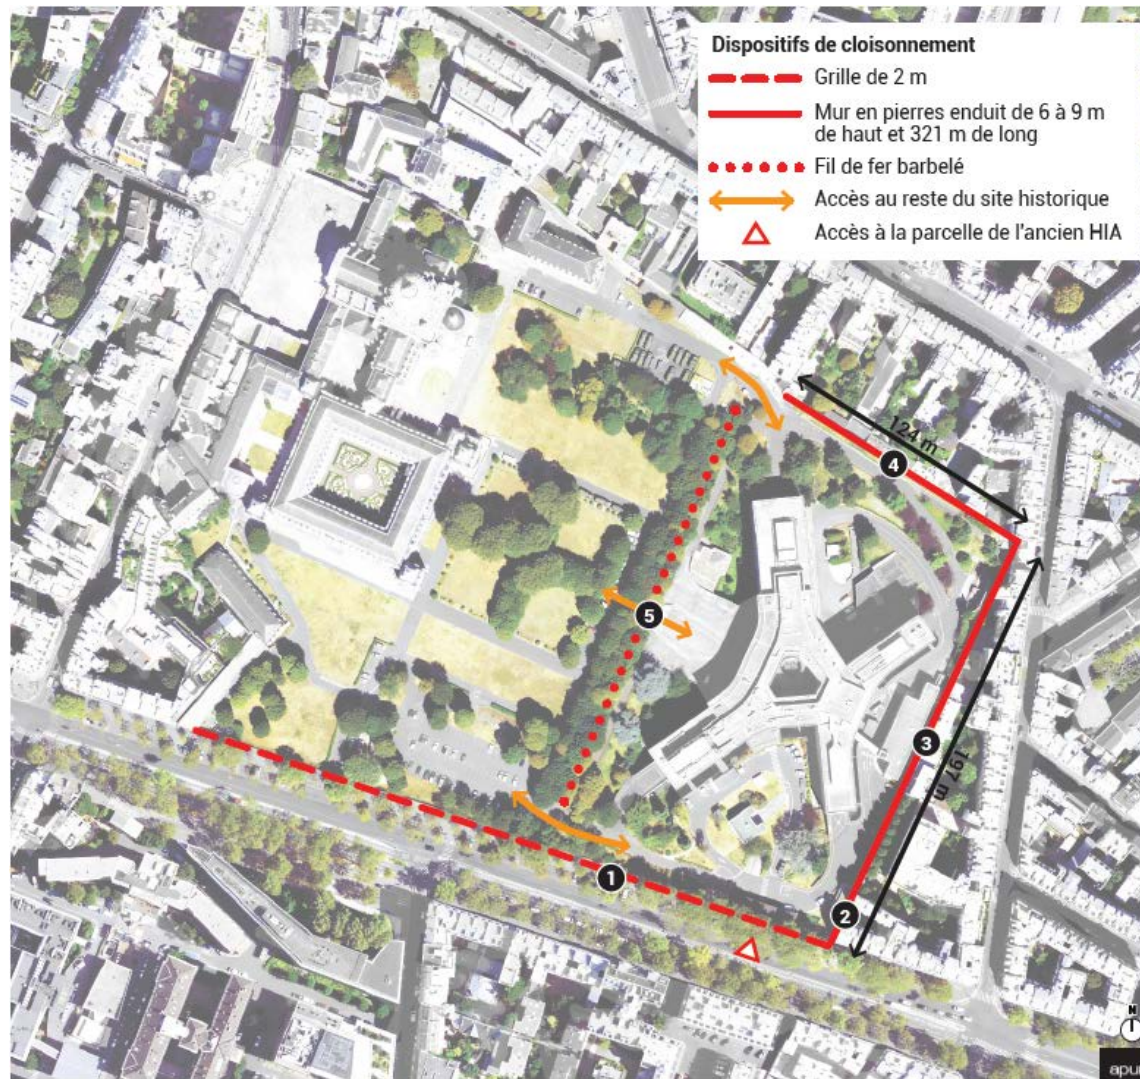 Dispositifs de cloisonnement
Grille de 2 m
Mur en pierres enduit de 6 à 9 m
de haut et 321 m de long
Fil de fer barbelé
Accès au reste du site historique
Accès à la parcelle de l'ancien HIA
124 m
4
5
3
197 m
1
2
N
apur